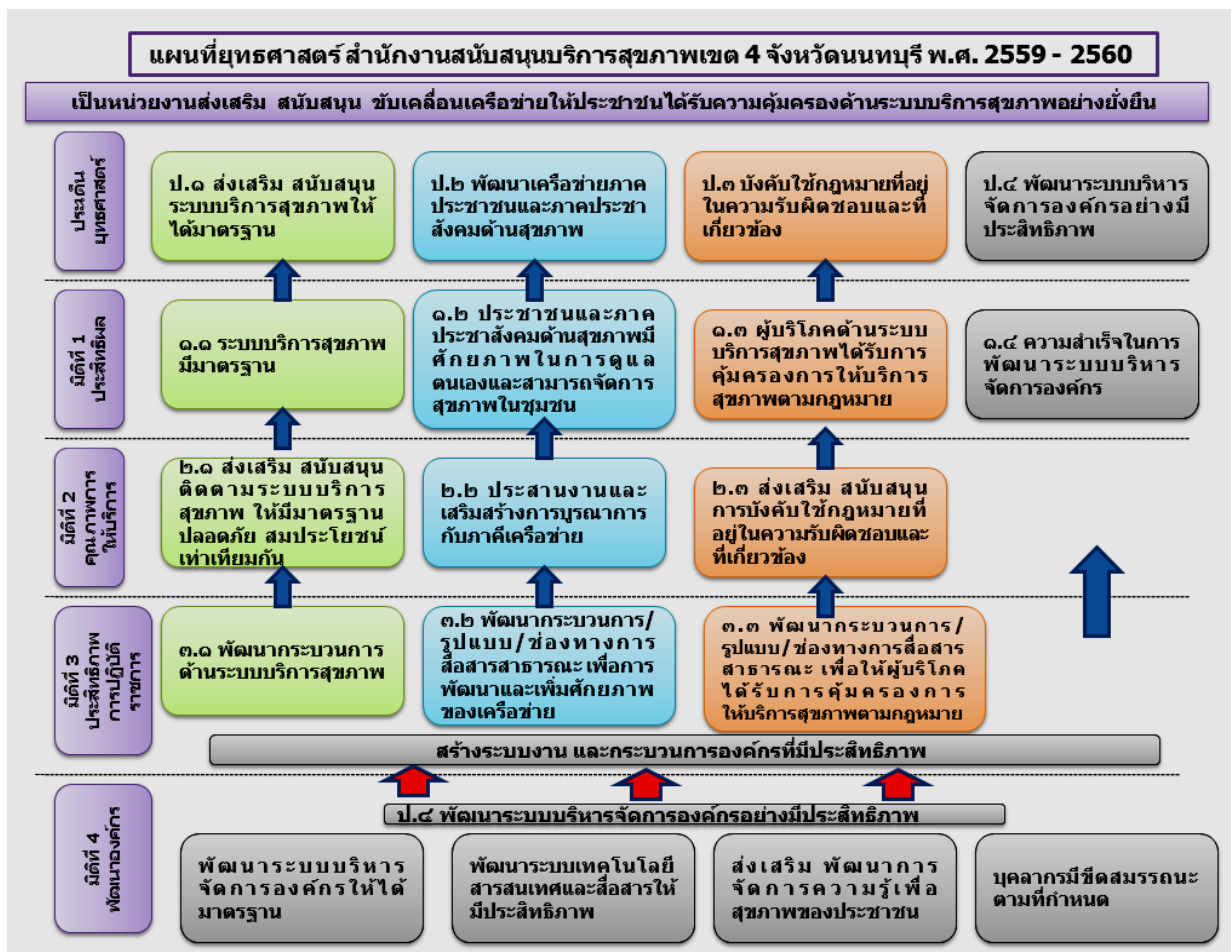 แผนที่ยุทธศาสตร์ สำนักงานสนับสนุนบริการสุขภาพเขต 4 จังหวัดนนทบุรี พ.ศ. 2559 - 2560
เป็นหน่วยงานส่งเสริม สนับสนุน ขับเคลื่อนเครือข่ายให้ประชาชนได้รับความคุ้มครองด้านระบบบริการสุขภาพอย่างยั่งยืน
ประเด็น
ยุทธศาสตร์
ป.๑ ส่งเสริม สนับสนุน
ระบบบริการสุขภาพให้
ได้มาตรฐาน
ป.๒ พัฒนาเครือข่ายภาค
ประชาชนและภาคประชา
สังคมด้านสุขภาพ
ป.๓ บังคับใช้กฎหมายที่อยู่
ในความรับผิดชอบและที่
เกี่ยวข้อง
ป.๔ พัฒนาระบบบริหาร
จัดการองค์กรอย่างมี
ประสิทธิภาพ
มิติที่ 1
ประสิทธิผล
๑.๑ ระบบบริการสุขภาพ
มีมาตรฐาน
๑.๒ ประชาชนและภาค
ประชาสังคมด้านสุขภาพมี
ศักยภาพในการดูแล
ตนเองและสามารถจัดการ
สุขภาพในชุมชน
๑.๓ ผู้บริโภคด้านระบบ
บริการสุขภาพได้รับการ
คุ้มครองการให้บริการ
สุขภาพตามกฎหมาย
๑.๔ ความสำเร็จในการ
พัฒนาระบบบริหาร
จัดการองค์กร
มิติที่ 2
คุณภาพการ
ให้บริการ
๒.๑ ส่งเสริม สนับสนุน
ติดตามระบบบริการ
สุขภาพ ให้มีมาตรฐาน
ปลอดภัย สมประโยชน์
เท่าเทียมกัน
๒.๒ ประสานงานและ
เสริมสร้างการบูรณาการ
กับภาคีเครือข่าย
๒.๓ ส่งเสริม สนับสนุน
การบังคับใช้กฎหมายที่
อยู่ในความรับผิดชอบและ
ที่เกี่ยวข้อง
มิติที่ 3
ประสิทธิภาพ
การปฏิบัติ
ราชการ
๓.๑ พัฒนากระบวนการ
ด้านระบบบริการสุขภาพ
๓.๒ พัฒนากระบวนการ/
รูปแบบ/ช่องทางการ
สื่อสารสาธารณะ เพื่อการ
พัฒนาและเพิ่มศักยภาพ
ของเครือข่าย
๓.๓ พัฒนากระบวนการ/
รูปแบบ/ช่องทางการสื่อสาร
สาธารณะ เพื่อให้ผู้บริโภค
ได้รับการคุ้มครองการ
ให้บริการสุขภาพตามกฎหมาย
สร้างระบบงาน และกระบวนการองค์กรที่มีประสิทธิภาพ
มิติที่ 4
พัฒนาองค์กร
ป.๔ พัฒนาระบบบริหารจัดการองค์กรอย่างมีประสิทธิภาพ
พัฒนาระบบบริหาร
จัดการองค์กรให้ได้
มาตรฐาน
พัฒนาระบบเทคโนโลยี
สารสนเทศและสื่อสารให้
มีประสิทธิภาพ
ส่งเสริม พัฒนาการ
จัดการความรู้เพื่อ
สุขภาพของประชาชน
บุคลากรมีขีดสมรรถนะ
ตามที่กำหนด